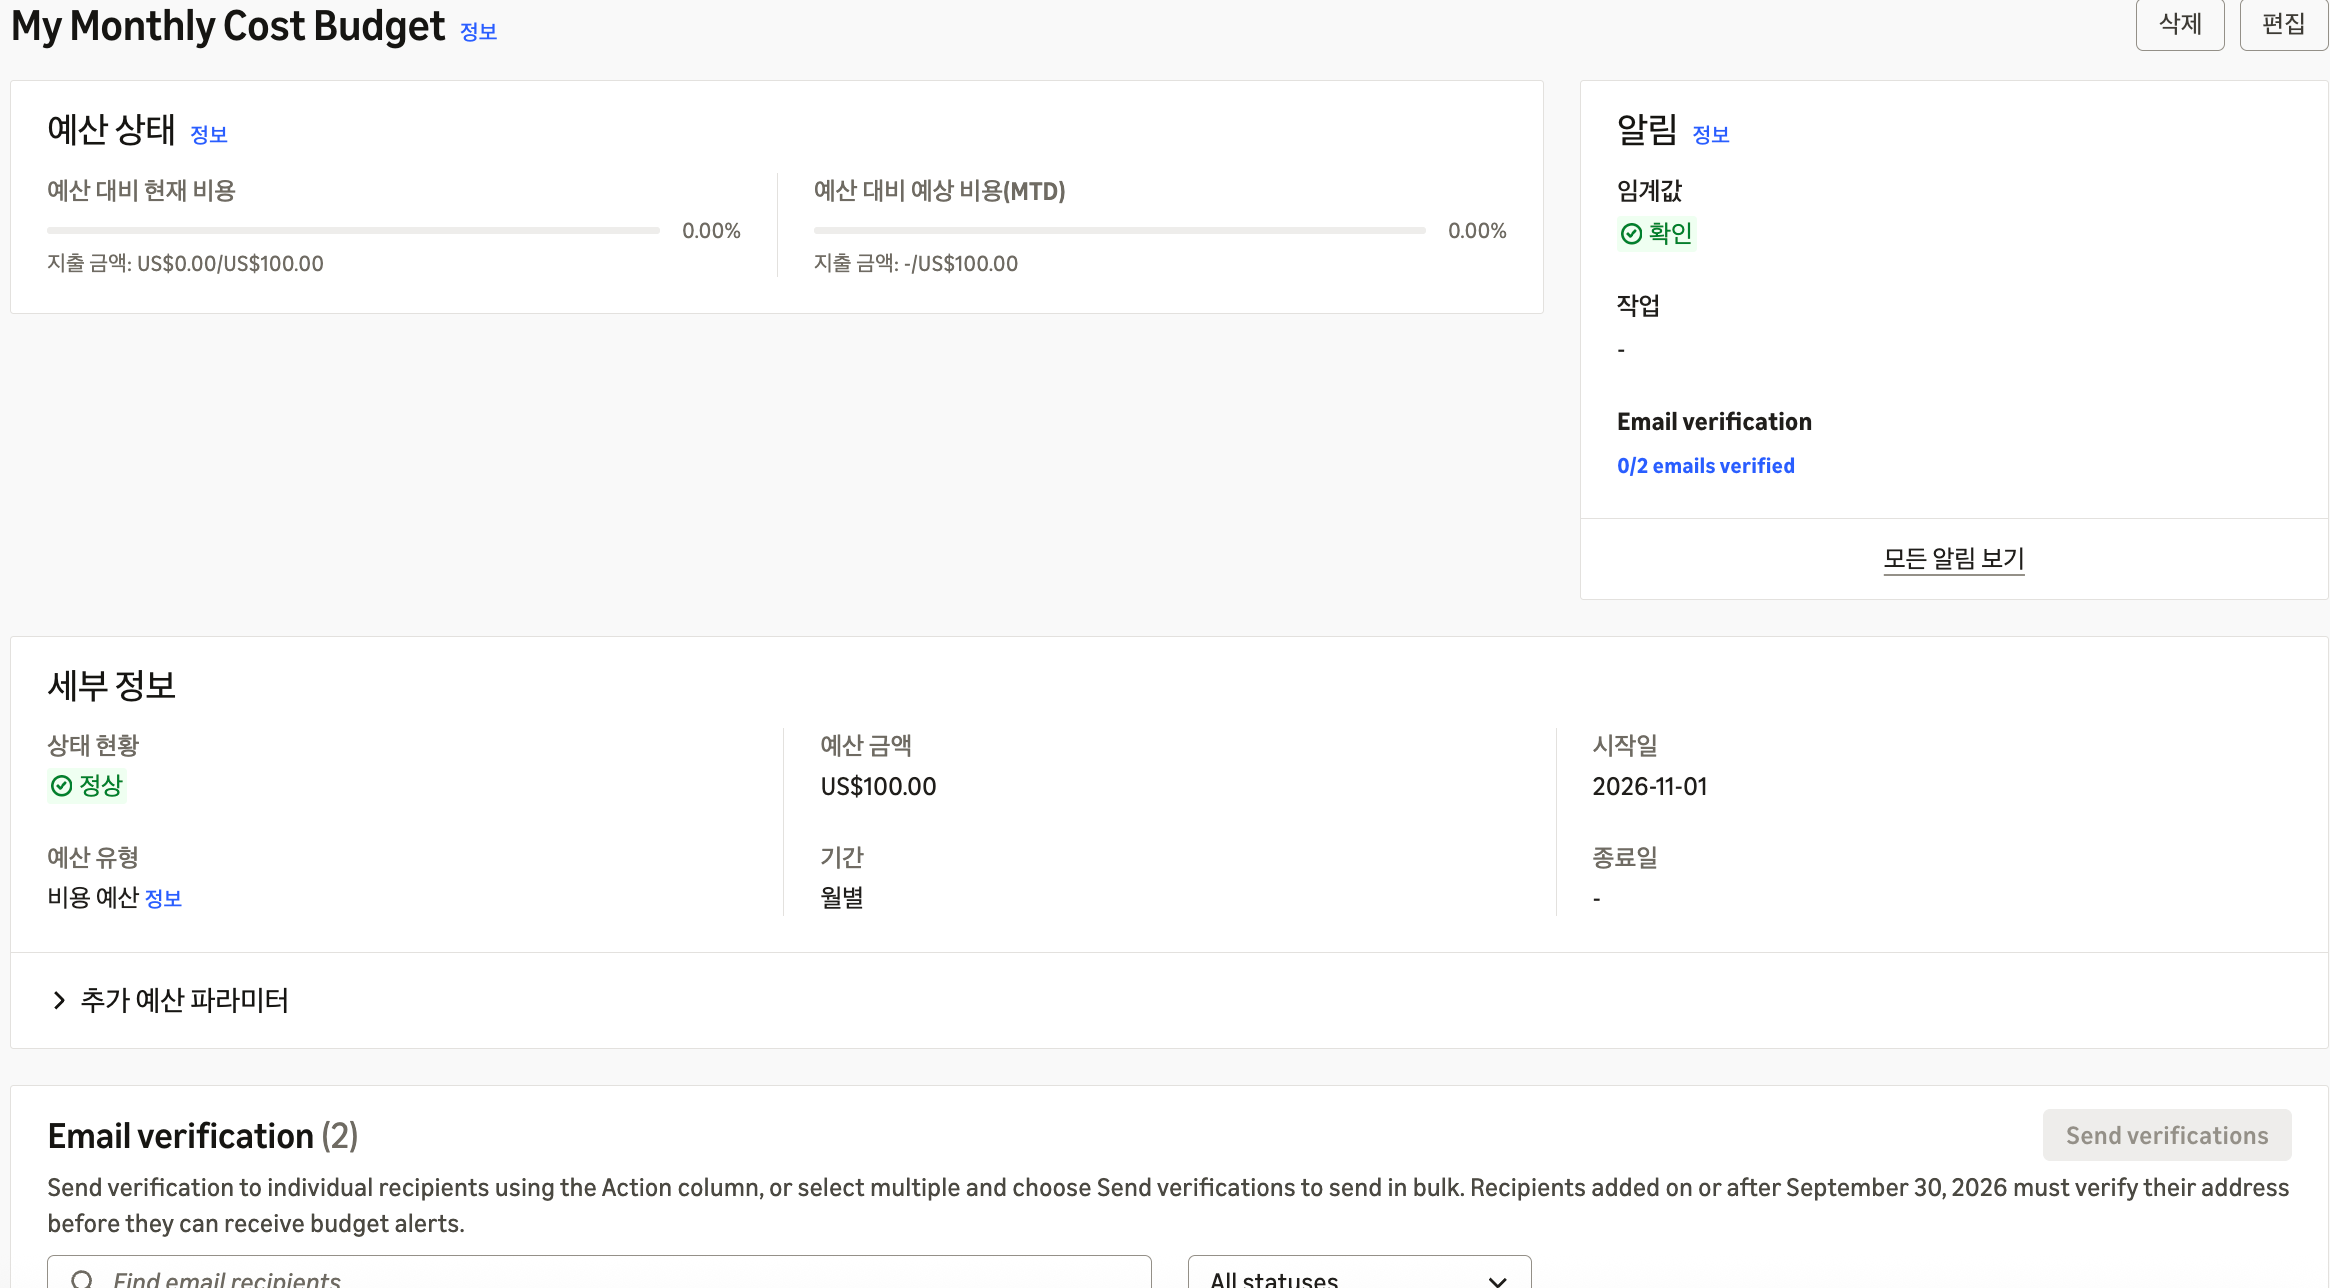 My Monthly Cost Budget 정보
삭제
편집
예산 상태 정보
예산 대비 현재 비용
0.00%
지출 금액: US$0.00/US$100.00
예산 대비 예상 비용(MTD)
0.00%
지출 금액: -/US$100.00
알림 정보
임계값
확인
작업
-
Email verification
0/2 emails verified
모든 알림 보기
세부 정보
상태 현황
정상
예산 유형
비용 예산 정보
예산 금액
US$100.00
기간
월별
시작일
2026-11-01
종료일
-
추가 예산 파라미터
Email verification (2)
Send verifications
Send verification to individual recipients using the Action column, or select multiple and choose Send verifications to send in bulk. Recipients added on or after September 30, 2026 must verify their address
before they can receive budget alerts.
Find email recipients
All statuses